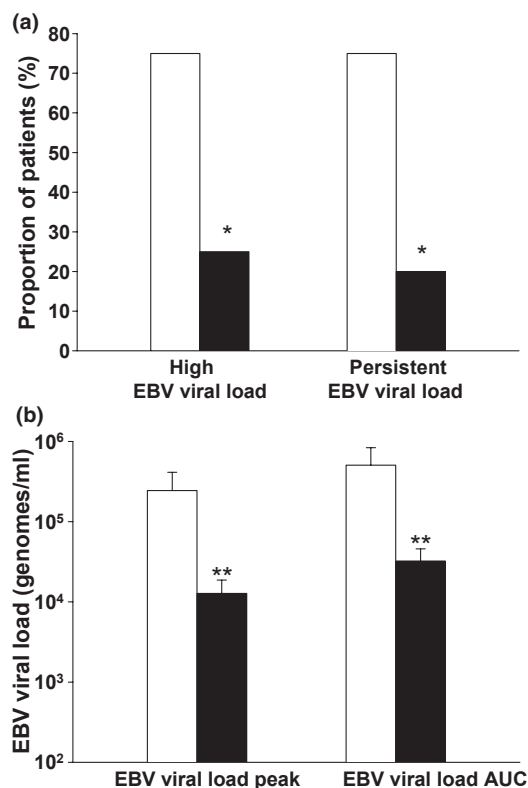 (a)
Proportion of patients (%)
80
70
60
50
40
30
20
10
0
*
*
High
EBV viral load
Persistent
EBV viral load
(b)
EBV viral load (genomes/ml)
10⁶
10⁵
10⁴
10³
10²
**
**
EBV viral load peak
EBV viral load AUC